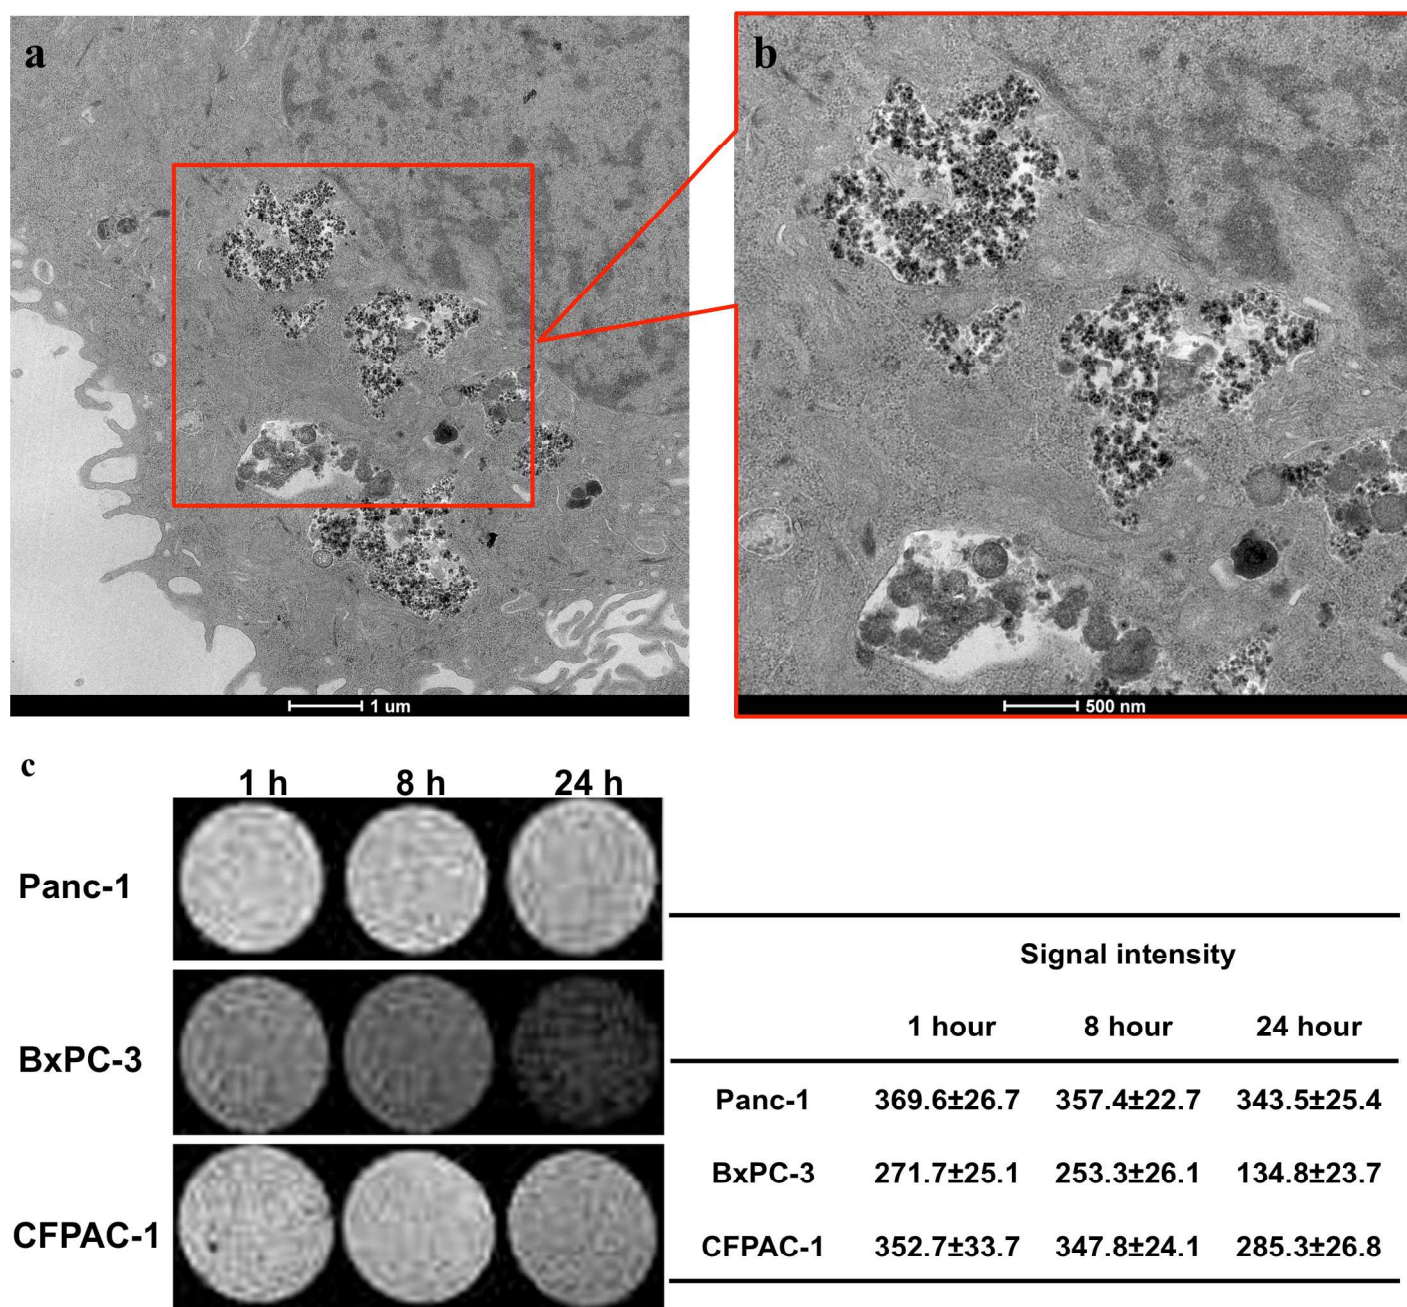 a
b
1 um
500 nm
c
1 h 8 h 24 h
Panc-1
BxPC-3
CFPAC-1
Signal intensity
1 hour 8 hour 24 hour
Panc-1 369.6±26.7 357.4±22.7 343.5±25.4
BxPC-3 271.7±25.1 253.3±26.1 134.8±23.7
CFPAC-1 352.7±33.7 347.8±24.1 285.3±26.8